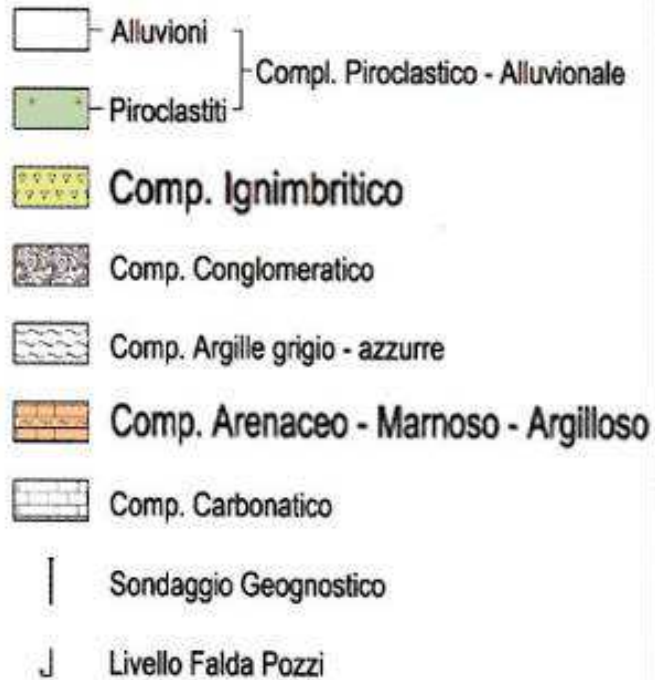 Alluvioni
Compl. Piroclastico - Alluvionale
Piroclastiti
Comp. Ignimbritico
Comp. Conglomeratico
Comp. Argille grigio - azzurre
Comp. Arenaceo - Marnoso - Argilloso
Comp. Carbonatico
Sondaggio Geognostico
Livello Falda Pozzi